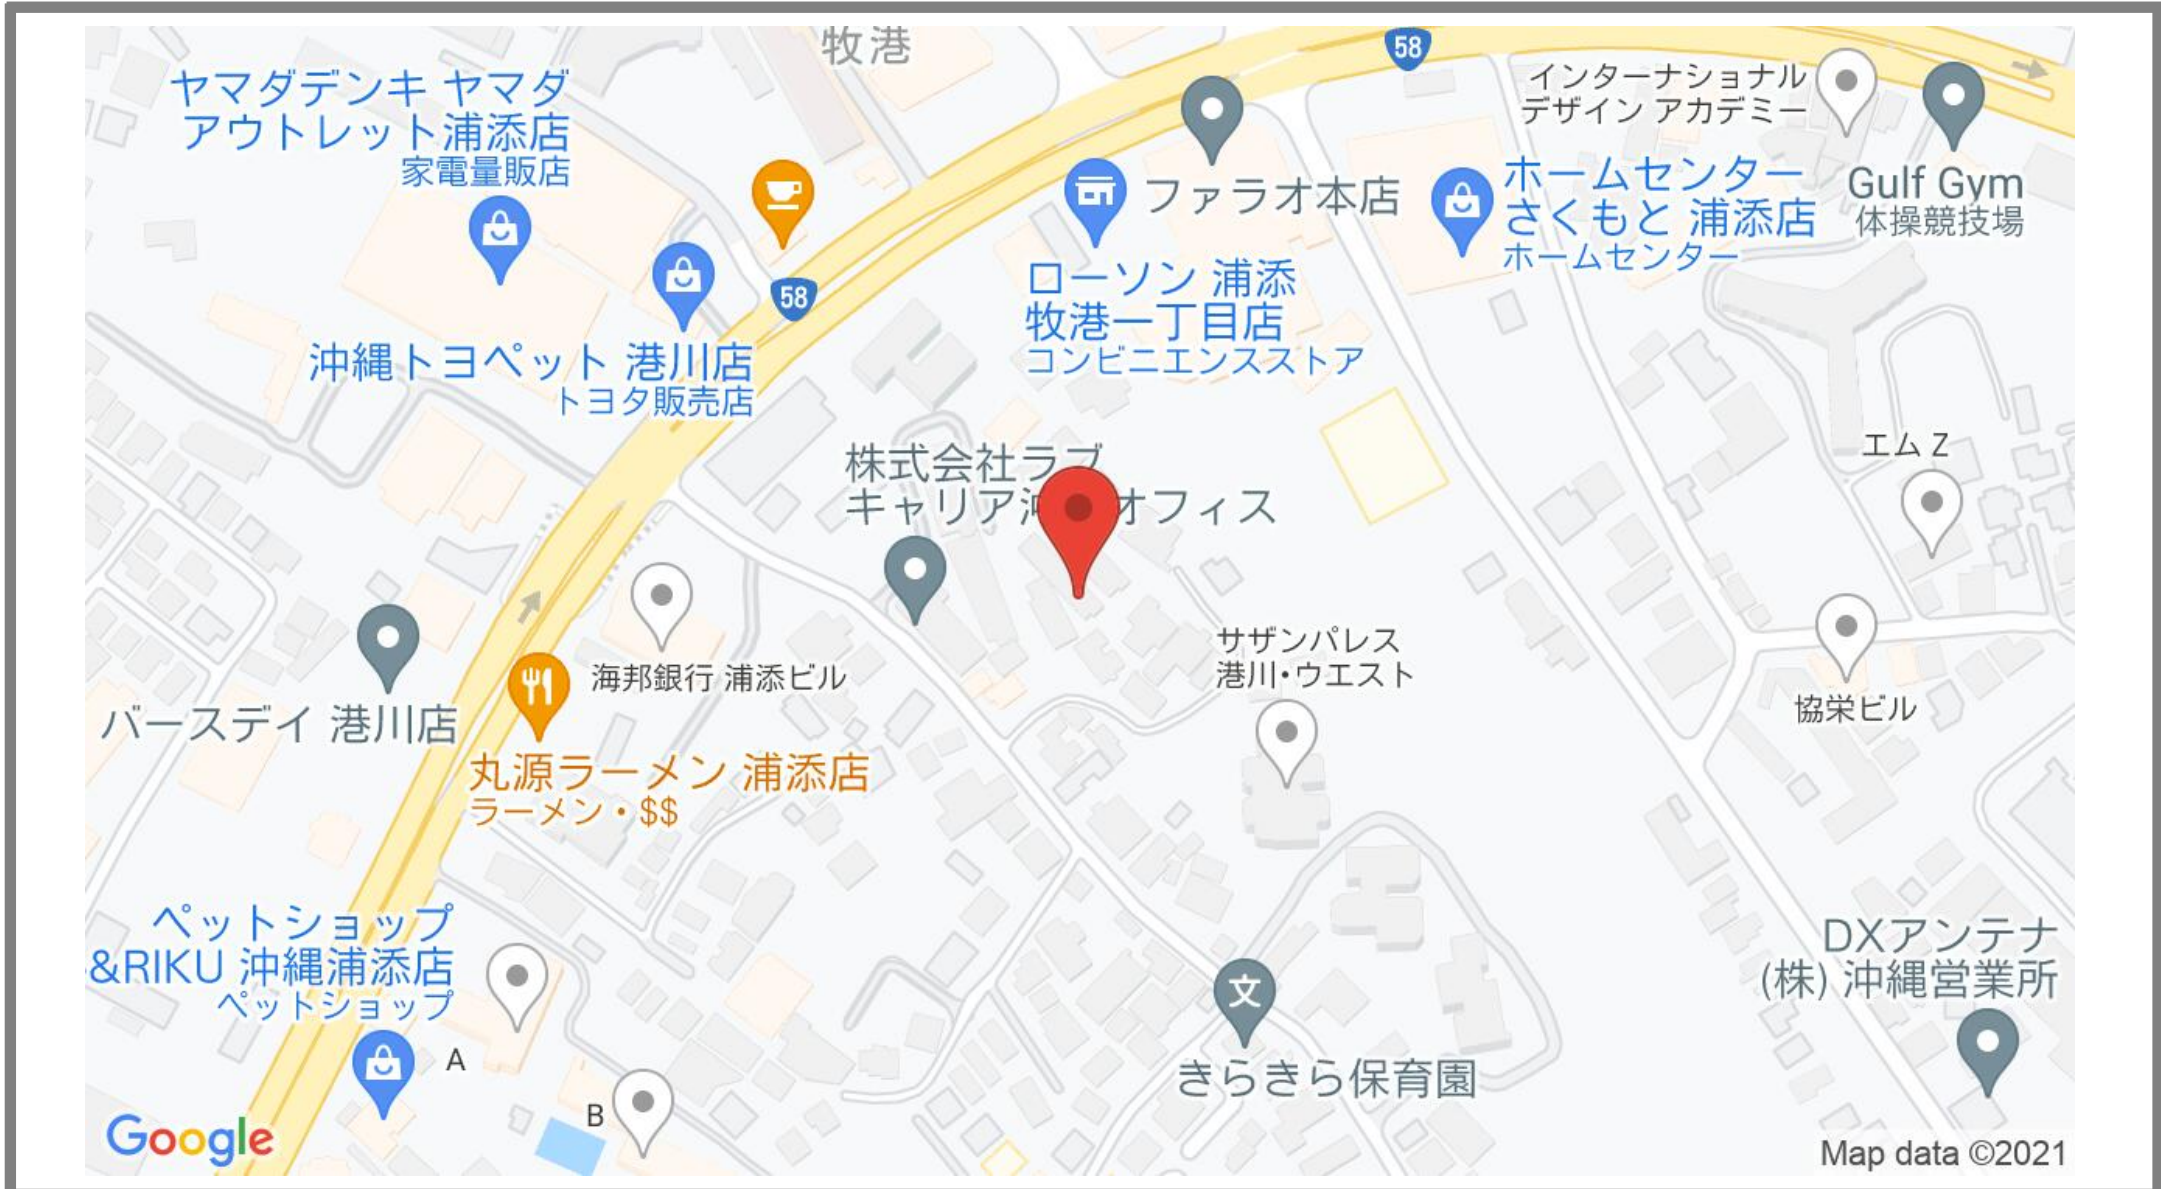 牧港
58
ヤマダデンキ ヤマダ
アウトレット浦添店
家電量販店
インターナショナル
デザイン アカデミー
Gulf Gym
体操競技場
ファラオ本店
ホームセンター
さくもと 浦添店
ホームセンター
ローソン 浦添
牧港一丁目店
コンビニエンスストア
58
沖縄トヨペット 港川店
トヨタ販売店
株式会社ラブ
キャリア沖 オフィス
エム Z
サザンパレス
港川・ウエスト
海邦銀行 浦添ビル
協栄ビル
バースデイ 港川店
丸源ラーメン 浦添店
ラーメン・$$
ペットショップ
&RIKU 沖縄浦添店
ペットショップ
DXアンテナ
(株) 沖縄営業所
文
きらきら保育園
A
B
Google
Map data ©2021